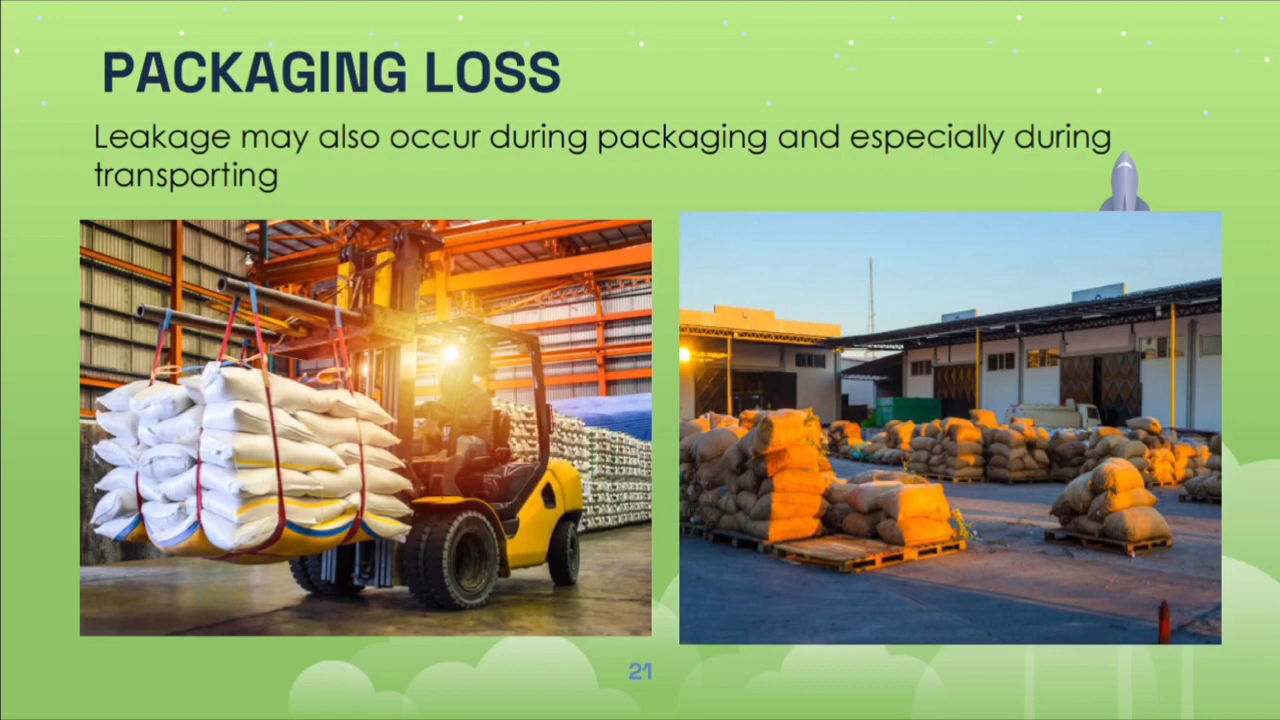 PACKAGING LOSS
Leakage may also occur during packaging and especially during
transporting
21